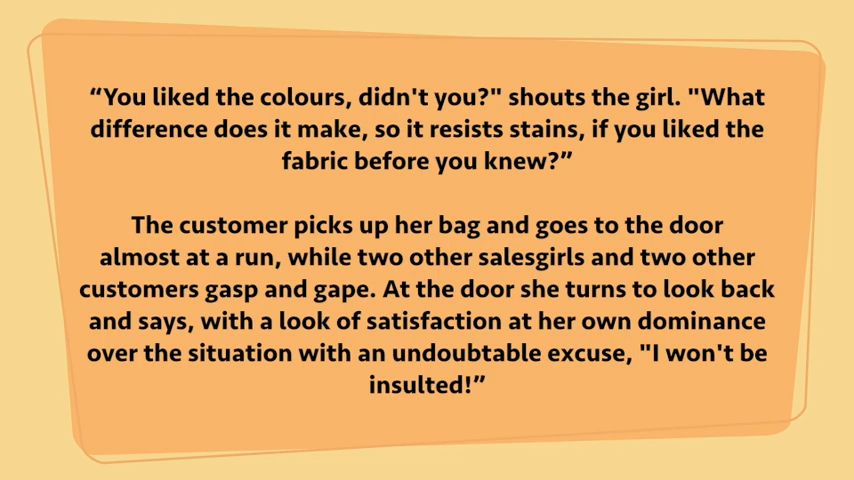 “You liked the colours, didn't you?" shouts the girl. "What
difference does it make, so it resists stains, if you liked the
fabric before you knew?”
The customer picks up her bag and goes to the door
almost at a run, while two other salesgirls and two other
customers gasp and gape. At the door she turns to look back
and says, with a look of satisfaction at her own dominance
over the situation with an undoubtable excuse, "I won't be
insulted!”